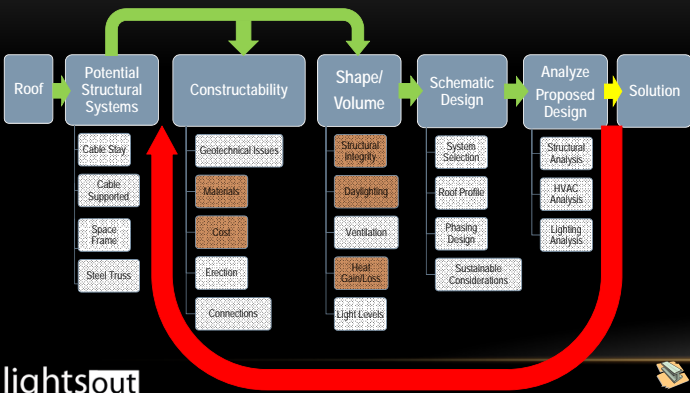 Roof
Potential
Structural
Systems
Constructability
Shape/
Volume
Schematic
Design
Analyze
Proposed
Design
Solution
Cable Stay
Cable
Supported
Space
Frame
Steel Truss
Geotechnical Issues
Materials
Cost
Erection
Connections
Structural
Integrity
Daylighting
Ventilation
Heat
Gain/Loss
Light Levels
System
Selection
Roof Profile
Phasing
Design
Sustainable
Considerations
Structural
Analysis
HVAC
Analysis
Lighting
Analysis
lightsout